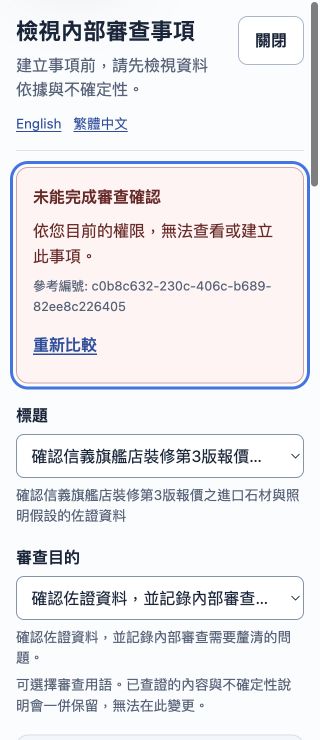 檢視內部審查事項
關閉
建立事項前，請先檢視資料
依據與不確定性。
English 繁體中文
未能完成審查確認
依您目前的權限，無法查看或建立
此事項。
參考編號: c0b8c632-230c-406c-b689-
82ee8c226405
重新比較
標題
確認信義旗艦店裝修第3版報價...
確認信義旗艦店裝修第3版報價之進口石材與照
明假設的佐證資料
審查目的
確認佐證資料，並記錄內部審查...
確認佐證資料，並記錄內部審查需要釐清的問
題。
可選擇審查用語。已查證的內容與不確定性說
明會一併保留，無法在此變更。